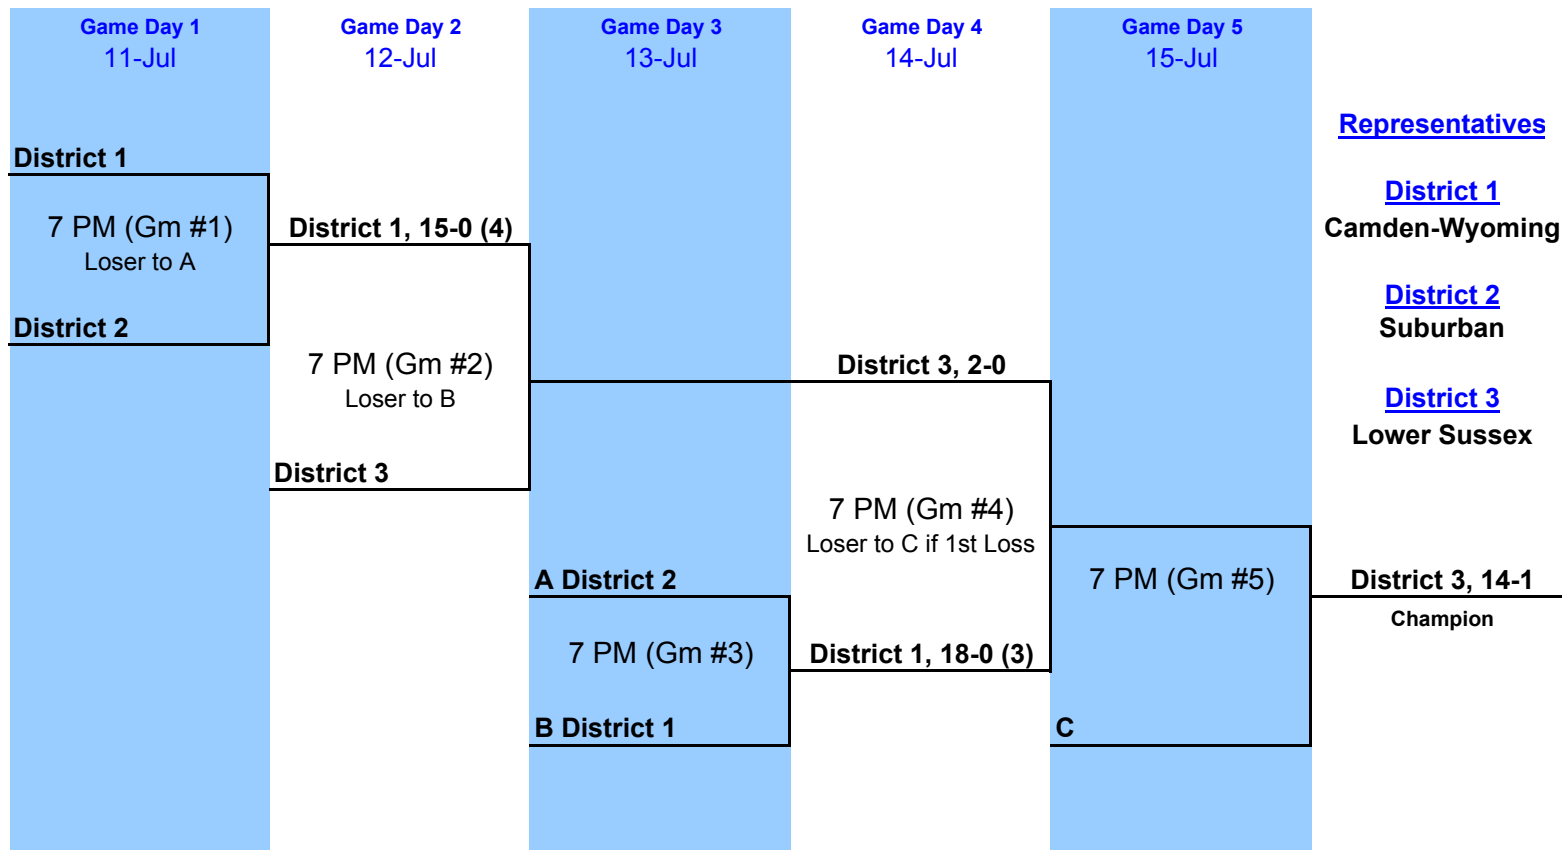 Game Day 1
11-Jul
Game Day 2
12-Jul
Game Day 3
13-Jul
Game Day 4
14-Jul
Game Day 5
15-Jul
District 1
7 PM (Gm #1)
Loser to A
District 2
District 1, 15-0 (4)
7 PM (Gm #2)
Loser to B
District 3
A District 2
7 PM (Gm #3)
B District 1
District 3, 2-0
7 PM (Gm #4)
Loser to C if 1st Loss
District 1, 18-0 (3)
7 PM (Gm #5)
C
District 3, 14-1
Champion
Representatives
District 1
Camden-Wyoming
District 2
Suburban
District 3
Lower Sussex